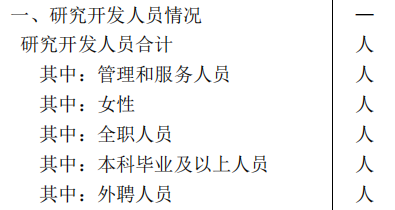 一、研究开发人员情况 —
研究开发人员合计 人
其中：管理和服务人员 人
其中：女性 人
其中：全职人员 人
其中：本科毕业及以上人员 人
其中：外聘人员 人